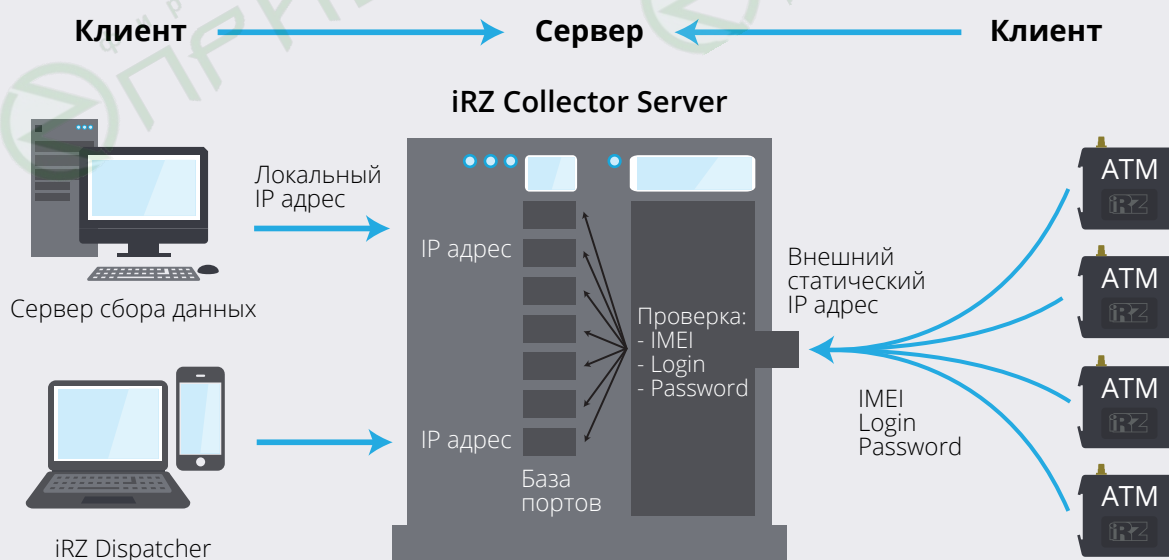 Клиент
Сервер
Клиент
iRZ Collector Server
Локальный
IP адрес
Сервер сбора данных
iRZ Dispatcher
IP адрес
IP адрес
База
портов
Проверка:
- IMEI
- Login
- Password
Внешний
статический
IP адрес
IMEI
Login
Password
ATM
iRZ
ATM
iRZ
ATM
iRZ
ATM
iRZ